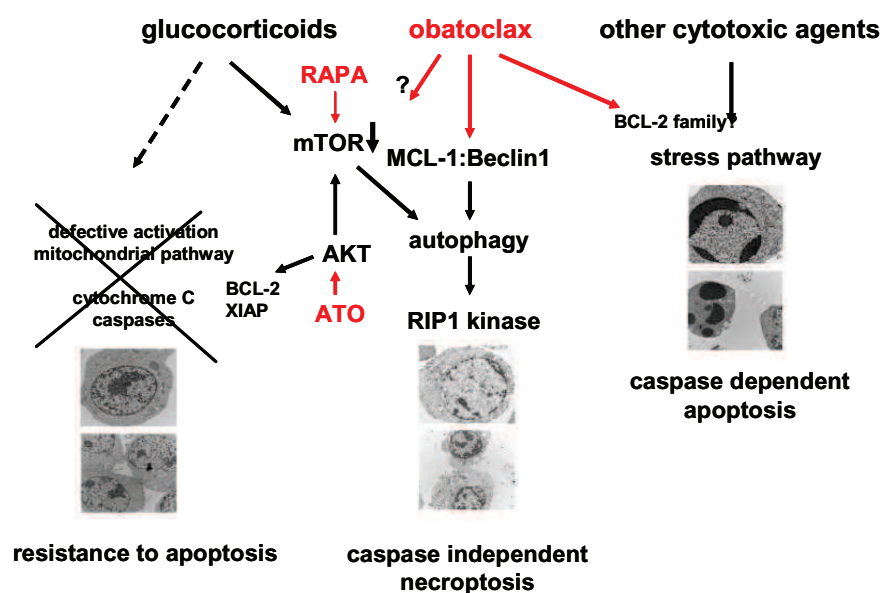 glucocorticoids
obatoclax
other cytotoxic agents
RAPA
?
BCL-2 family?
mTOR
MCL-1:Beclin1
stress pathway
defective activation
mitochondrial pathway
autophagy
AKT
cytochrome C
caspases
BCL-2
XIAP
ATO
RIP1 kinase
caspase dependent
apoptosis
resistance to apoptosis
caspase independent
necroptosis